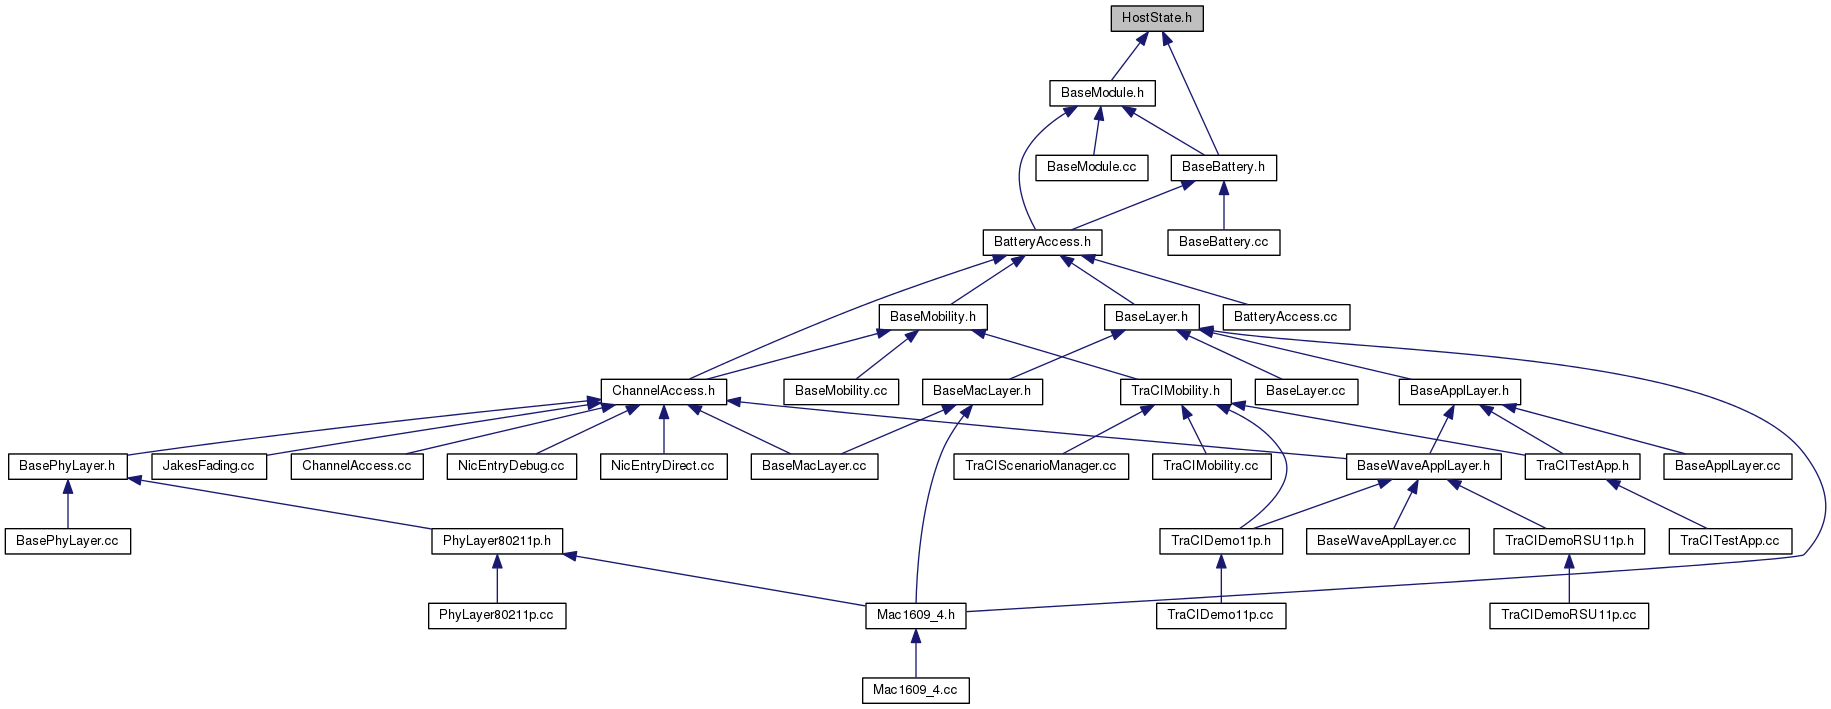 HostState.h
BaseModule.h
BaseModule.cc
BaseBattery.h
BatteryAccess.h
BaseBattery.cc
BaseMobility.h
BaseLayer.h
BatteryAccess.cc
ChannelAccess.h
BaseMobility.cc
BaseMacLayer.h
TraCIMobility.h
BaseLayer.cc
BaseApplLayer.h
BasePhyLayer.h
JakesFading.cc
ChannelAccess.cc
NicEntryDebug.cc
NicEntryDirect.cc
BaseMacLayer.cc
TraCIScenarioManager.cc
TraCIMobility.cc
BaseWaveApplLayer.h
TraCITestApp.h
BaseApplLayer.cc
BasePhyLayer.cc
PhyLayer80211p.h
TraCIDemo11p.h
BaseWaveApplLayer.cc
TraCIDemoRSU11p.h
TraCITestApp.cc
PhyLayer80211p.cc
Mac1609_4.h
TraCIDemo11p.cc
TraCIDemoRSU11p.cc
Mac1609_4.cc